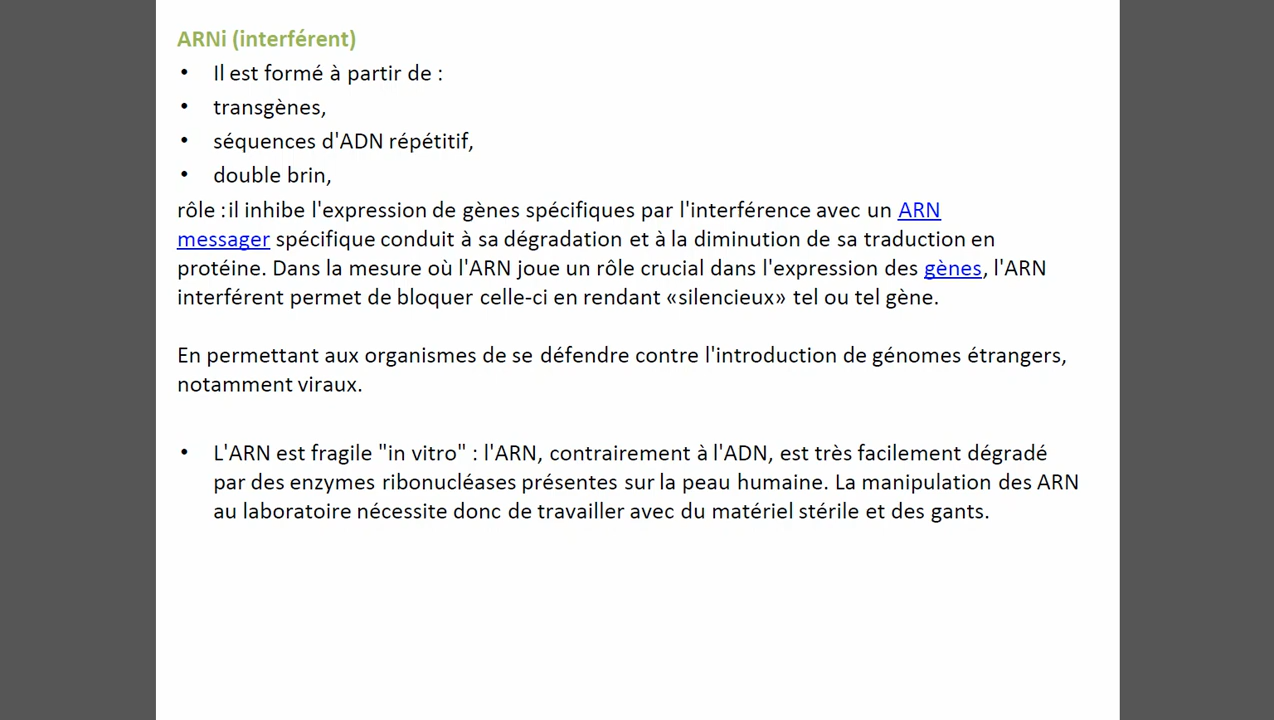 ARNi (interférent)
• Il est formé à partir de :
• transgènes,
• séquences d'ADN répétitif,
• double brin,
rôle : il inhibe l'expression de gènes spécifiques par l'interférence avec un ARN
messager spécifique conduit à sa dégradation et à la diminution de sa traduction en
protéine. Dans la mesure où l'ARN joue un rôle crucial dans l'expression des gènes, l'ARN
interférent permet de bloquer celle-ci en rendant «silencieux» tel ou tel gène.
En permettant aux organismes de se défendre contre l'introduction de génomes étrangers,
notamment viraux.
• L'ARN est fragile "in vitro" : l'ARN, contrairement à l'ADN, est très facilement dégradé
par des enzymes ribonucléases présentes sur la peau humaine. La manipulation des ARN
au laboratoire nécessite donc de travailler avec du matériel stérile et des gants.